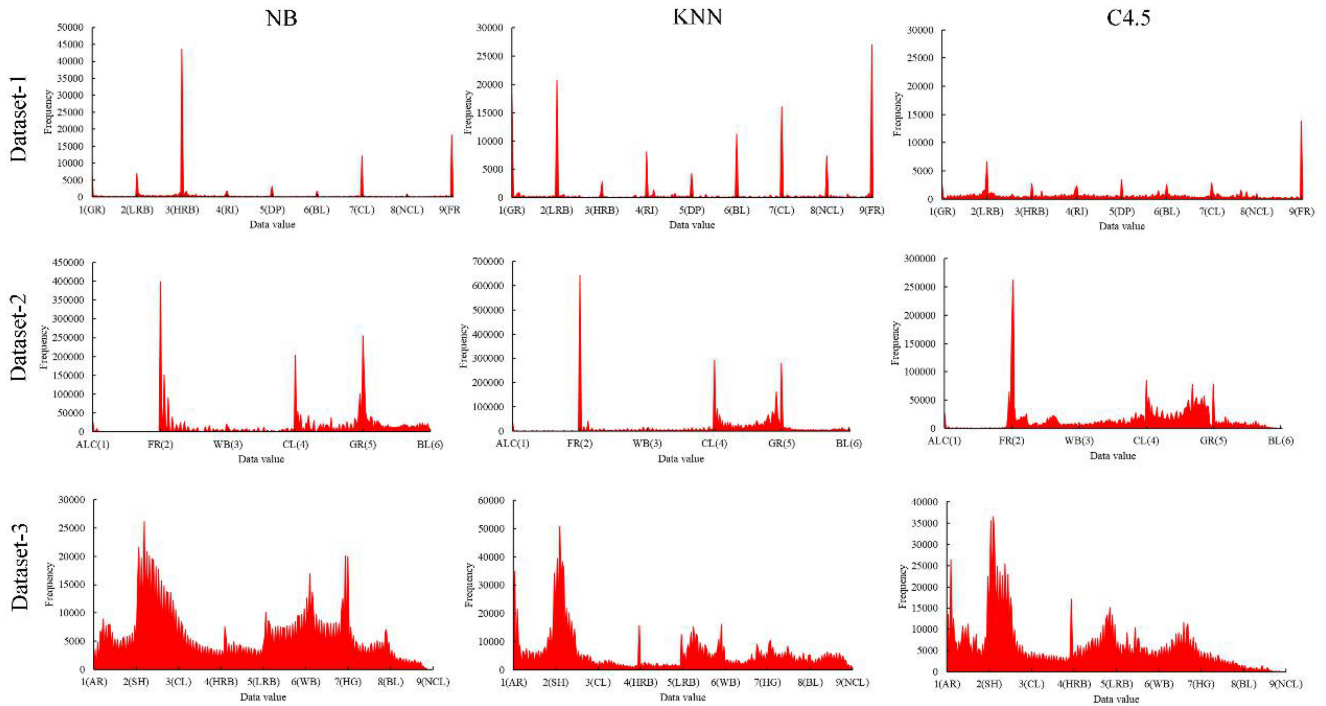 NB KNN C4.5
Dataset-1
Frequency
50000
45000
40000
35000
30000
25000
20000
15000
10000
5000
0
1(GR) 2(LRB) 3(HRB) 4(RI) 5(DP) 6(BL) 7(CL) 8(NCL) 9(FR
Data value
Frequency
30000
25000
20000
15000
10000
5000
0
1(GR) 2(LRB) 3(HRB) 4(RI) 5(DP) 6(BL) 7(CL) 8(NCL) 9(FR)
Data value
Frequency
30000
25000
20000
15000
10000
5000
0
1(GR) 2(LRB) 3(HRB) 4(RI) 5(DP) 6(BL) 7(CL) 8(NCL) 9(FR)
Data value
Dataset-2
Frequency
450000
400000
350000
300000
250000
200000
150000
100000
50000
0
ALC(1) FR(2) WB(3) CL(4) GR(5) BL(6)
Data value
Frequency
700000
600000
500000
400000
300000
200000
100000
0
ALC(1) FR(2) WB(3) CL(4) GR(5) BL(6)
Data value
Frequency
300000
250000
200000
150000
100000
50000
0
ALC(1) FR(2) WB(3) CL(4) GR(5) BL(6)
Data value
Dataset-3
Frequency
30000
25000
20000
15000
10000
5000
0
1(AR) 2(SH) 3(CL) 4(HRB) 5(LRB) 6(WB) 7(HG) 8(BL) 9(NCL)
Data value
Frequency
60000
50000
40000
30000
20000
10000
0
1(AR) 2(SH) 3(CL) 4(HRB) 5(LRB) 6(WB) 7(HG) 8(BL) 9(NCL)
Data value
Frequency
40000
35000
30000
25000
20000
15000
10000
5000
0
1(AR) 2(SH) 3(CL) 4(HRB) 5(LRB) 6(WB) 7(HG) 8(BL) 9(NCL)
Data value